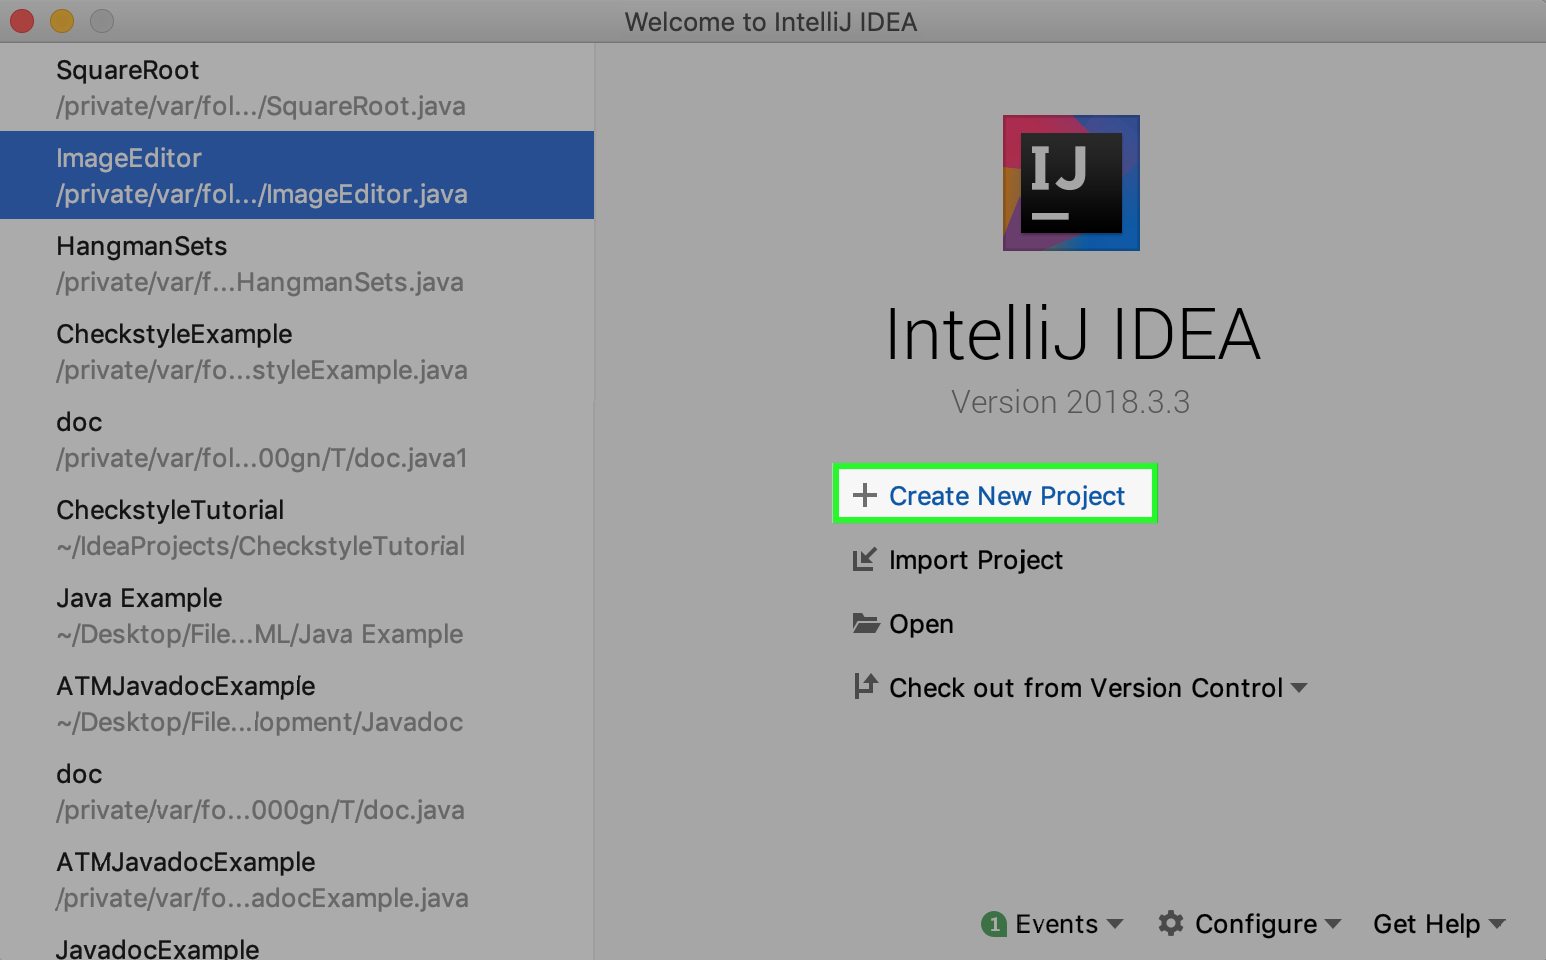 Welcome to IntelliJ IDEA
SquareRoot
/private/var/fol.../SquareRoot.java
ImageEditor
/private/var/fol.../ImageEditor.java
HangmanSets
/private/var/f...HangmanSets.java
CheckstyleExample
/private/var/fo...styleExample.java
doc
/private/var/fol...00gn/T/doc.java1
CheckstyleTutorial
~/IdeaProjects/CheckstyleTutorial
Java Example
~/Desktop/File...ML/Java Example
ATMJavadocExample
~/Desktop/File...lopment/Javadoc
doc
/private/var/fo...000gn/T/doc.java
ATMJavadocExample
/private/var/fo...adocExample.java
JavadocExample
IJ
IntelliJ IDEA
Version 2018.3.3
Create New Project
Import Project
Open
Check out from Version Control
1 Events Configure Get Help